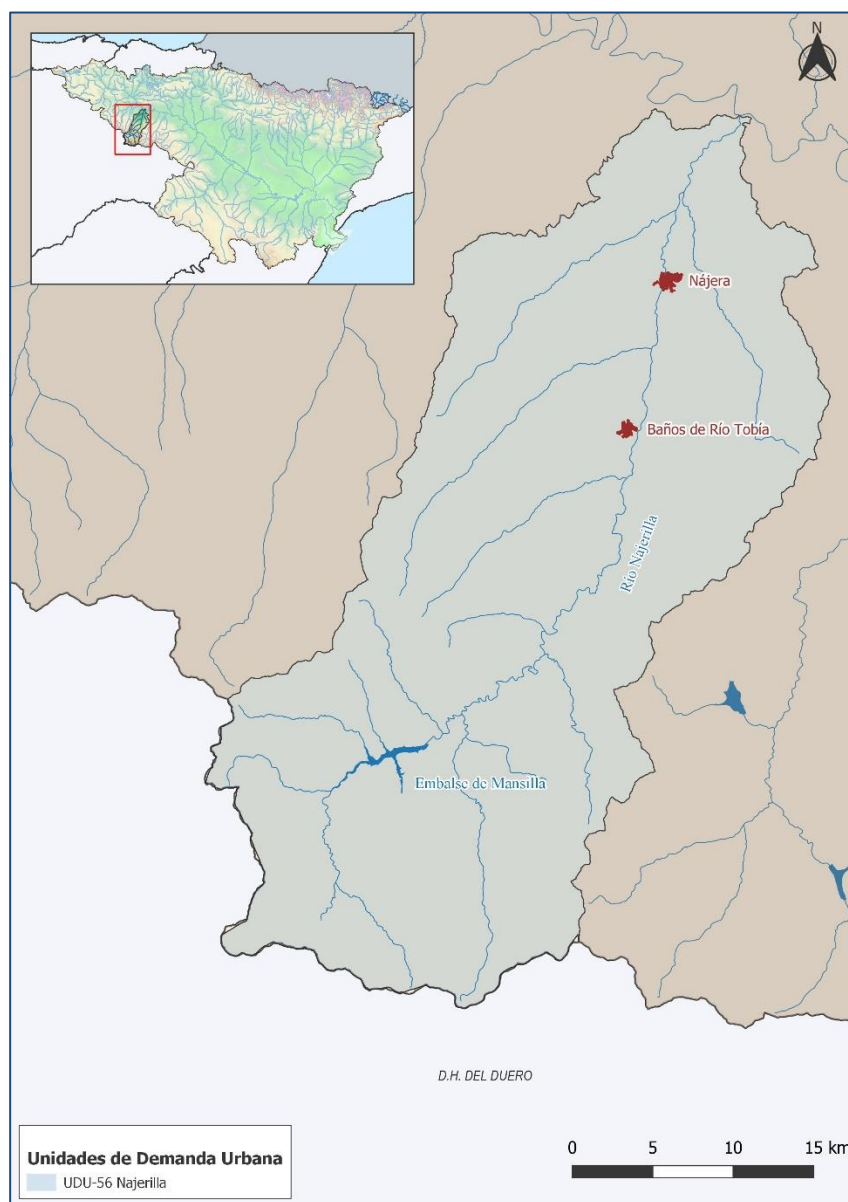 N
Nájera
Baños de Río Tobía
Río Najerilla
Embalse de Mansilla
D.H. DEL DUERO
Unidades de Demanda Urbana
UDU-56 Najerilla
0 5 10 15 km